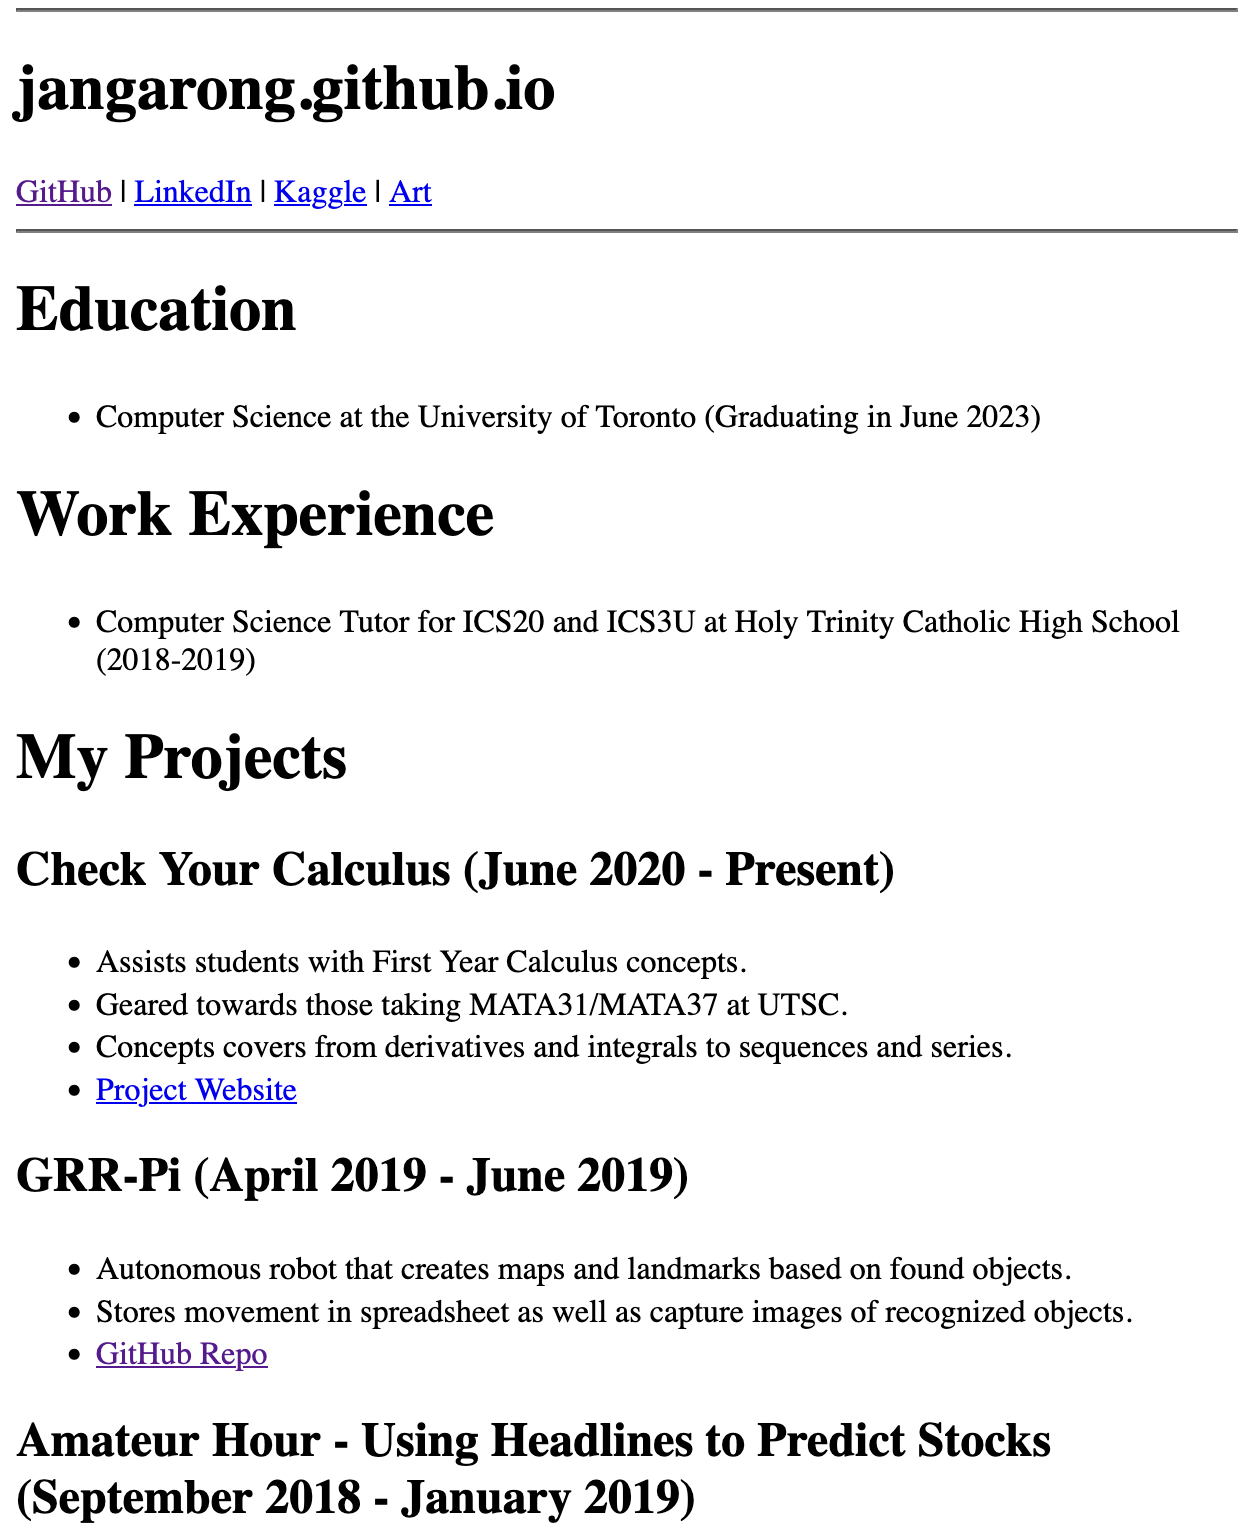 jangarong.github.io
GitHub | LinkedIn | Kaggle | Art
Education
• Computer Science at the University of Toronto (Graduating in June 2023)
Work Experience
• Computer Science Tutor for ICS20 and ICS3U at Holy Trinity Catholic High School
(2018-2019)
My Projects
Check Your Calculus (June 2020 - Present)
• Assists students with First Year Calculus concepts.
• Geared towards those taking MATA31/MATA37 at UTSC.
• Concepts covers from derivatives and integrals to sequences and series.
• Project Website
GRR-Pi (April 2019 - June 2019)
• Autonomous robot that creates maps and landmarks based on found objects.
• Stores movement in spreadsheet as well as capture images of recognized objects.
• GitHub Repo
Amateur Hour - Using Headlines to Predict Stocks
(September 2018 - January 2019)